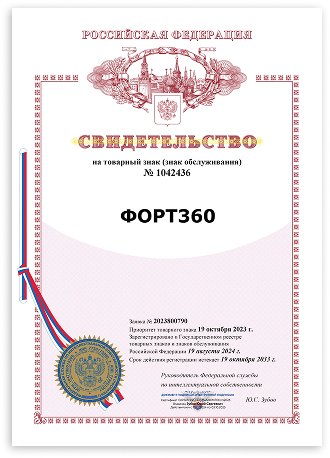 РОССИЙСКАЯ ФЕДЕРАЦИЯ
СВИДЕТЕЛЬСТВО
на товарный знак (знак обслуживания)
№ 1042436
ФОРТ360
Заявка № 2023800790
Приоритет товарного знака 19 октября 2023 г.
Зарегистрировано в Государственном реестре
товарных знаков и знаков обслуживания
Российской Федерации 19 августа 2024 г.
Срок действия регистрации истекает 19 октября 2033 г.
Руководитель Федеральной службы
по интеллектуальной собственности
Ю.С. Зубов